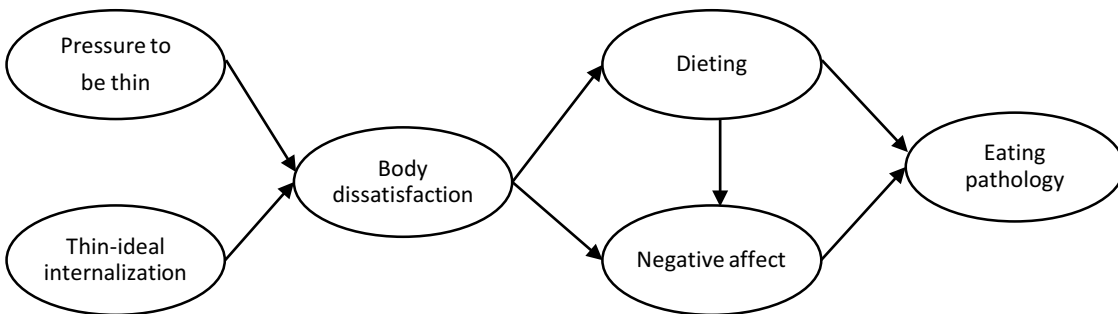 Pressure to
be thin
Dieting
Body
dissatisfaction
Eating
pathology
Thin-ideal
internalization
Negative affect